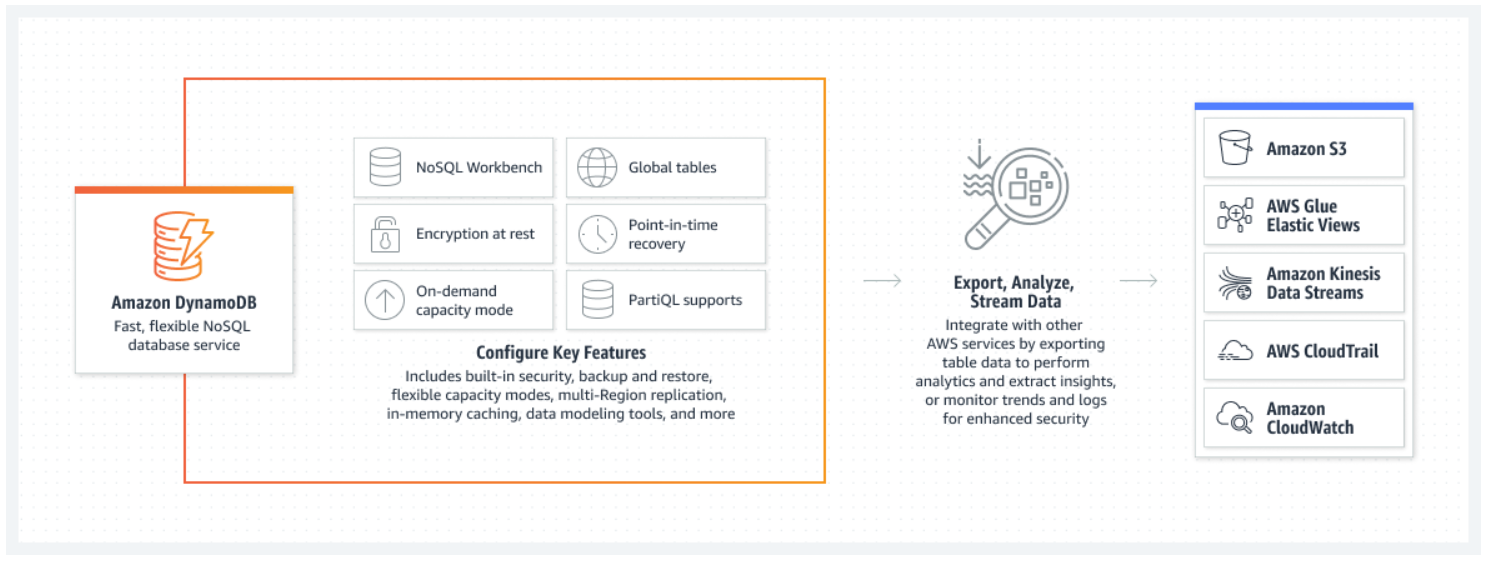 Amazon DynamoDB
Fast, flexible NoSQL
database service
NoSQL Workbench
Global tables
Encryption at rest
Point-in-time
recovery
On-demand
capacity mode
PartiQL supports
Configure Key Features
Includes built-in security, backup and restore,
flexible capacity modes, multi-Region replication,
in-memory caching, data modeling tools, and more
Export, Analyze,
Stream Data
Integrate with other
AWS services by exporting
table data to perform
analytics and extract insights,
or monitor trends and logs
for enhanced security
Amazon S3
AWS Glue
Elastic Views
Amazon Kinesis
Data Streams
AWS CloudTrail
Amazon
CloudWatch